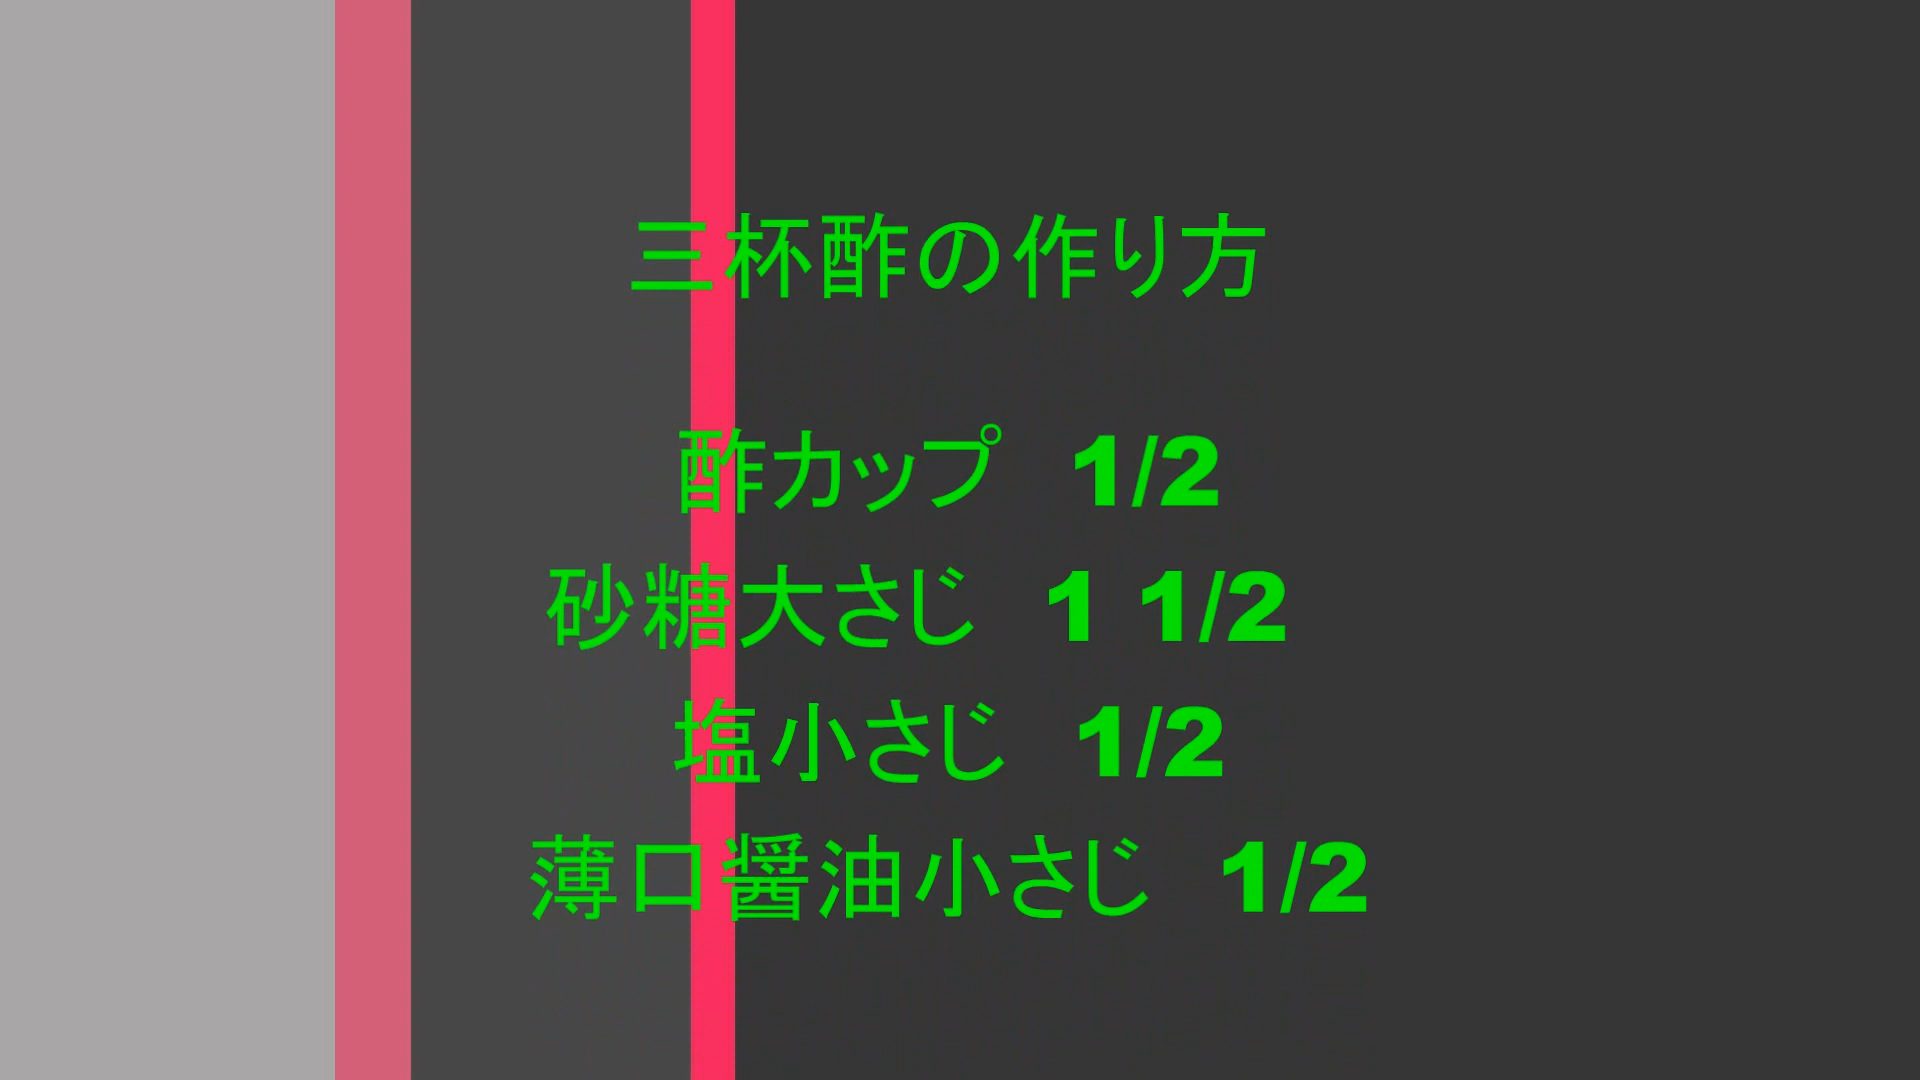 三杯酢の作り方
酢カップ　1/2
砂糖大さじ　1 1/2
塩小さじ　1/2
薄口醤油小さじ　1/2